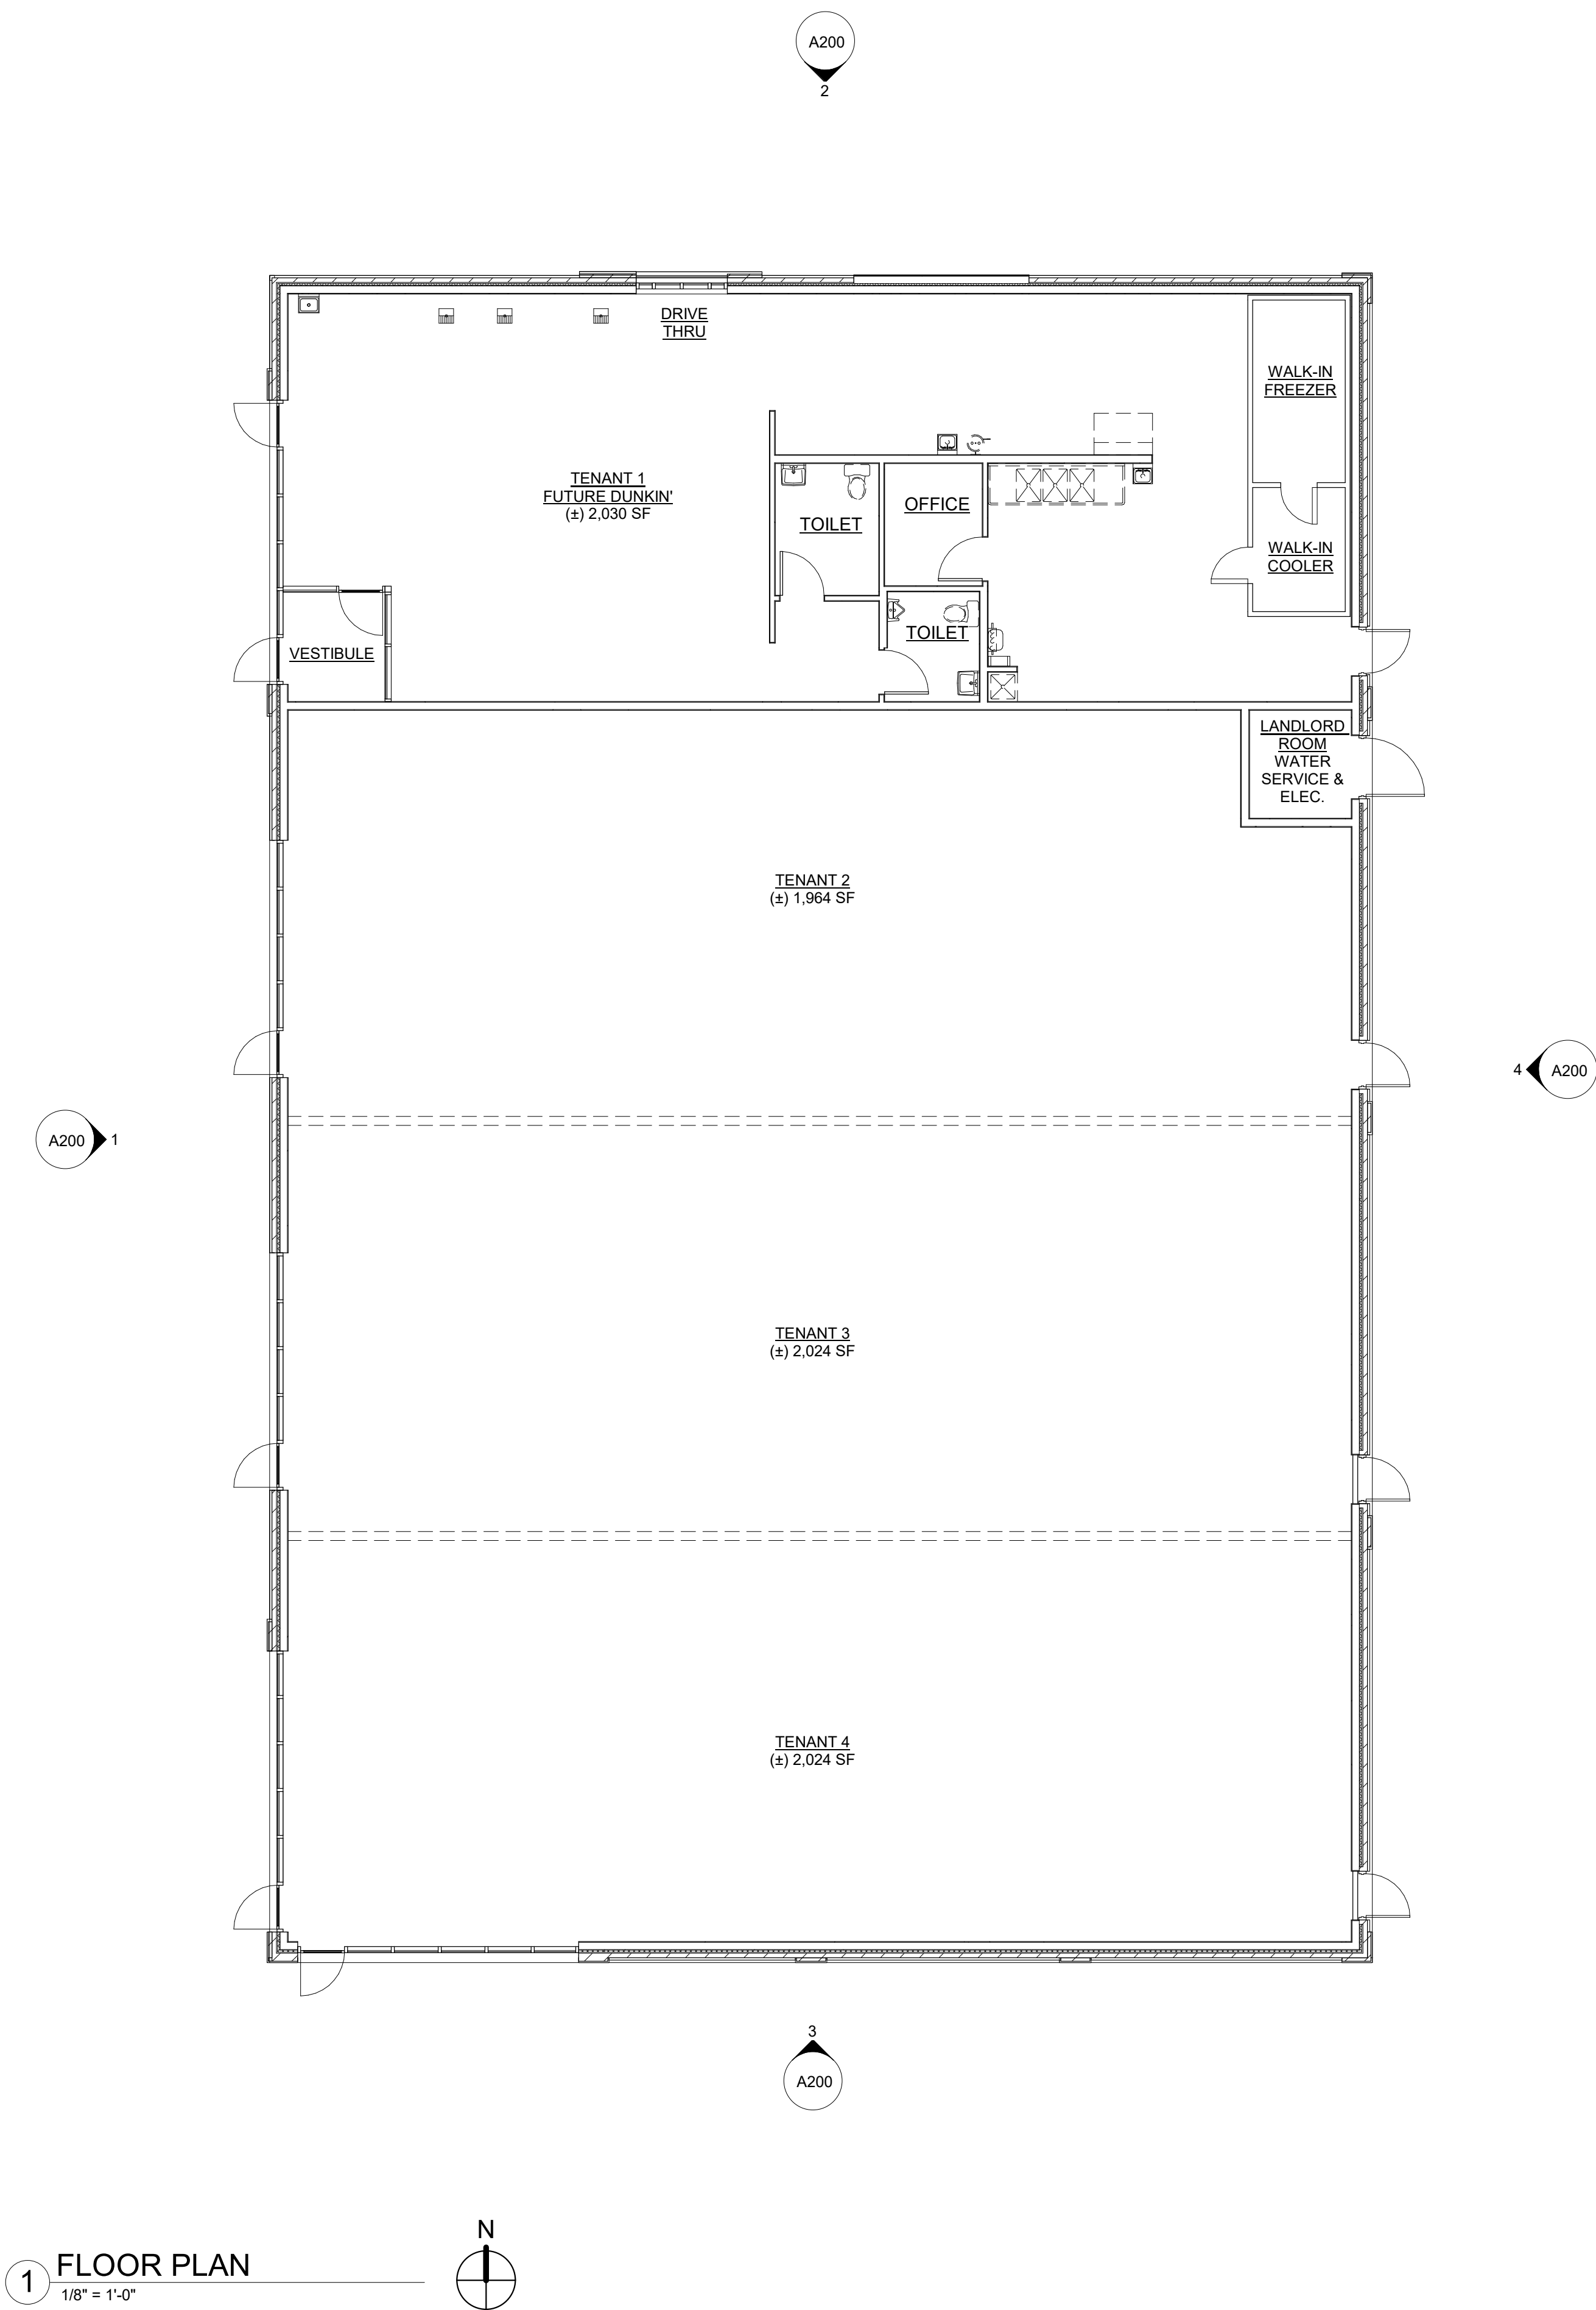 A200
2
DRIVE
THRU
WALK-IN
FREEZER
TENANT 1
FUTURE DUNKIN'
(±) 2,030 SF
TOILET
OFFICE
WALK-IN
COOLER
TOILET
VESTIBULE
LANDLORD
ROOM
WATER
SERVICE &
ELEC.
TENANT 2
(±) 1,964 SF
4
A200
A200
1
TENANT 3
(±) 2,024 SF
TENANT 4
(±) 2,024 SF
3
A200
N
1
FLOOR PLAN
1/8" = 1'-0"